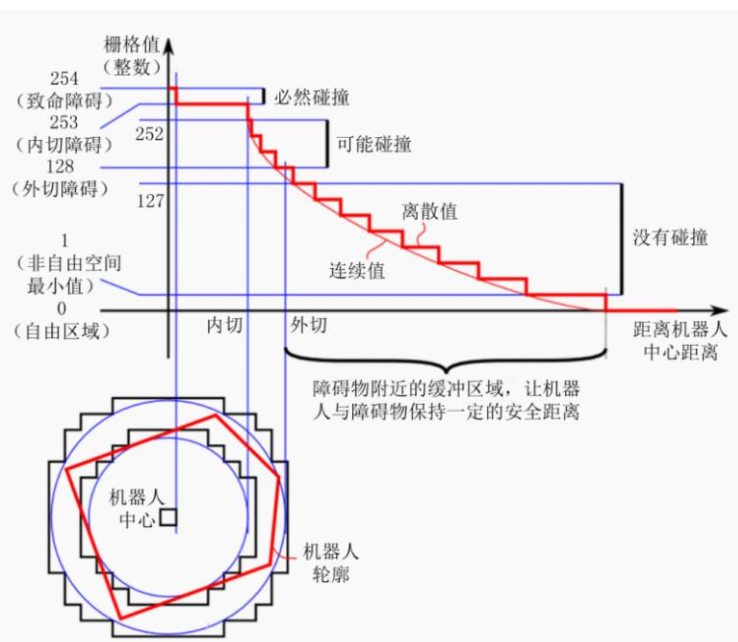 栅格值
（整数）
254
（致命障碍）
253
（内切障碍）
252
128
（外切障碍）
127
1
（非自由空间
最小值）
0
（自由区域）
必然碰撞
可能碰撞
离散值
连续值
没有碰撞
内切
外切
距离机器人
中心距离
障碍物附近的缓冲区域，让机器
人与障碍物保持一定的安全距离
机器人
中心
机器人
轮廓